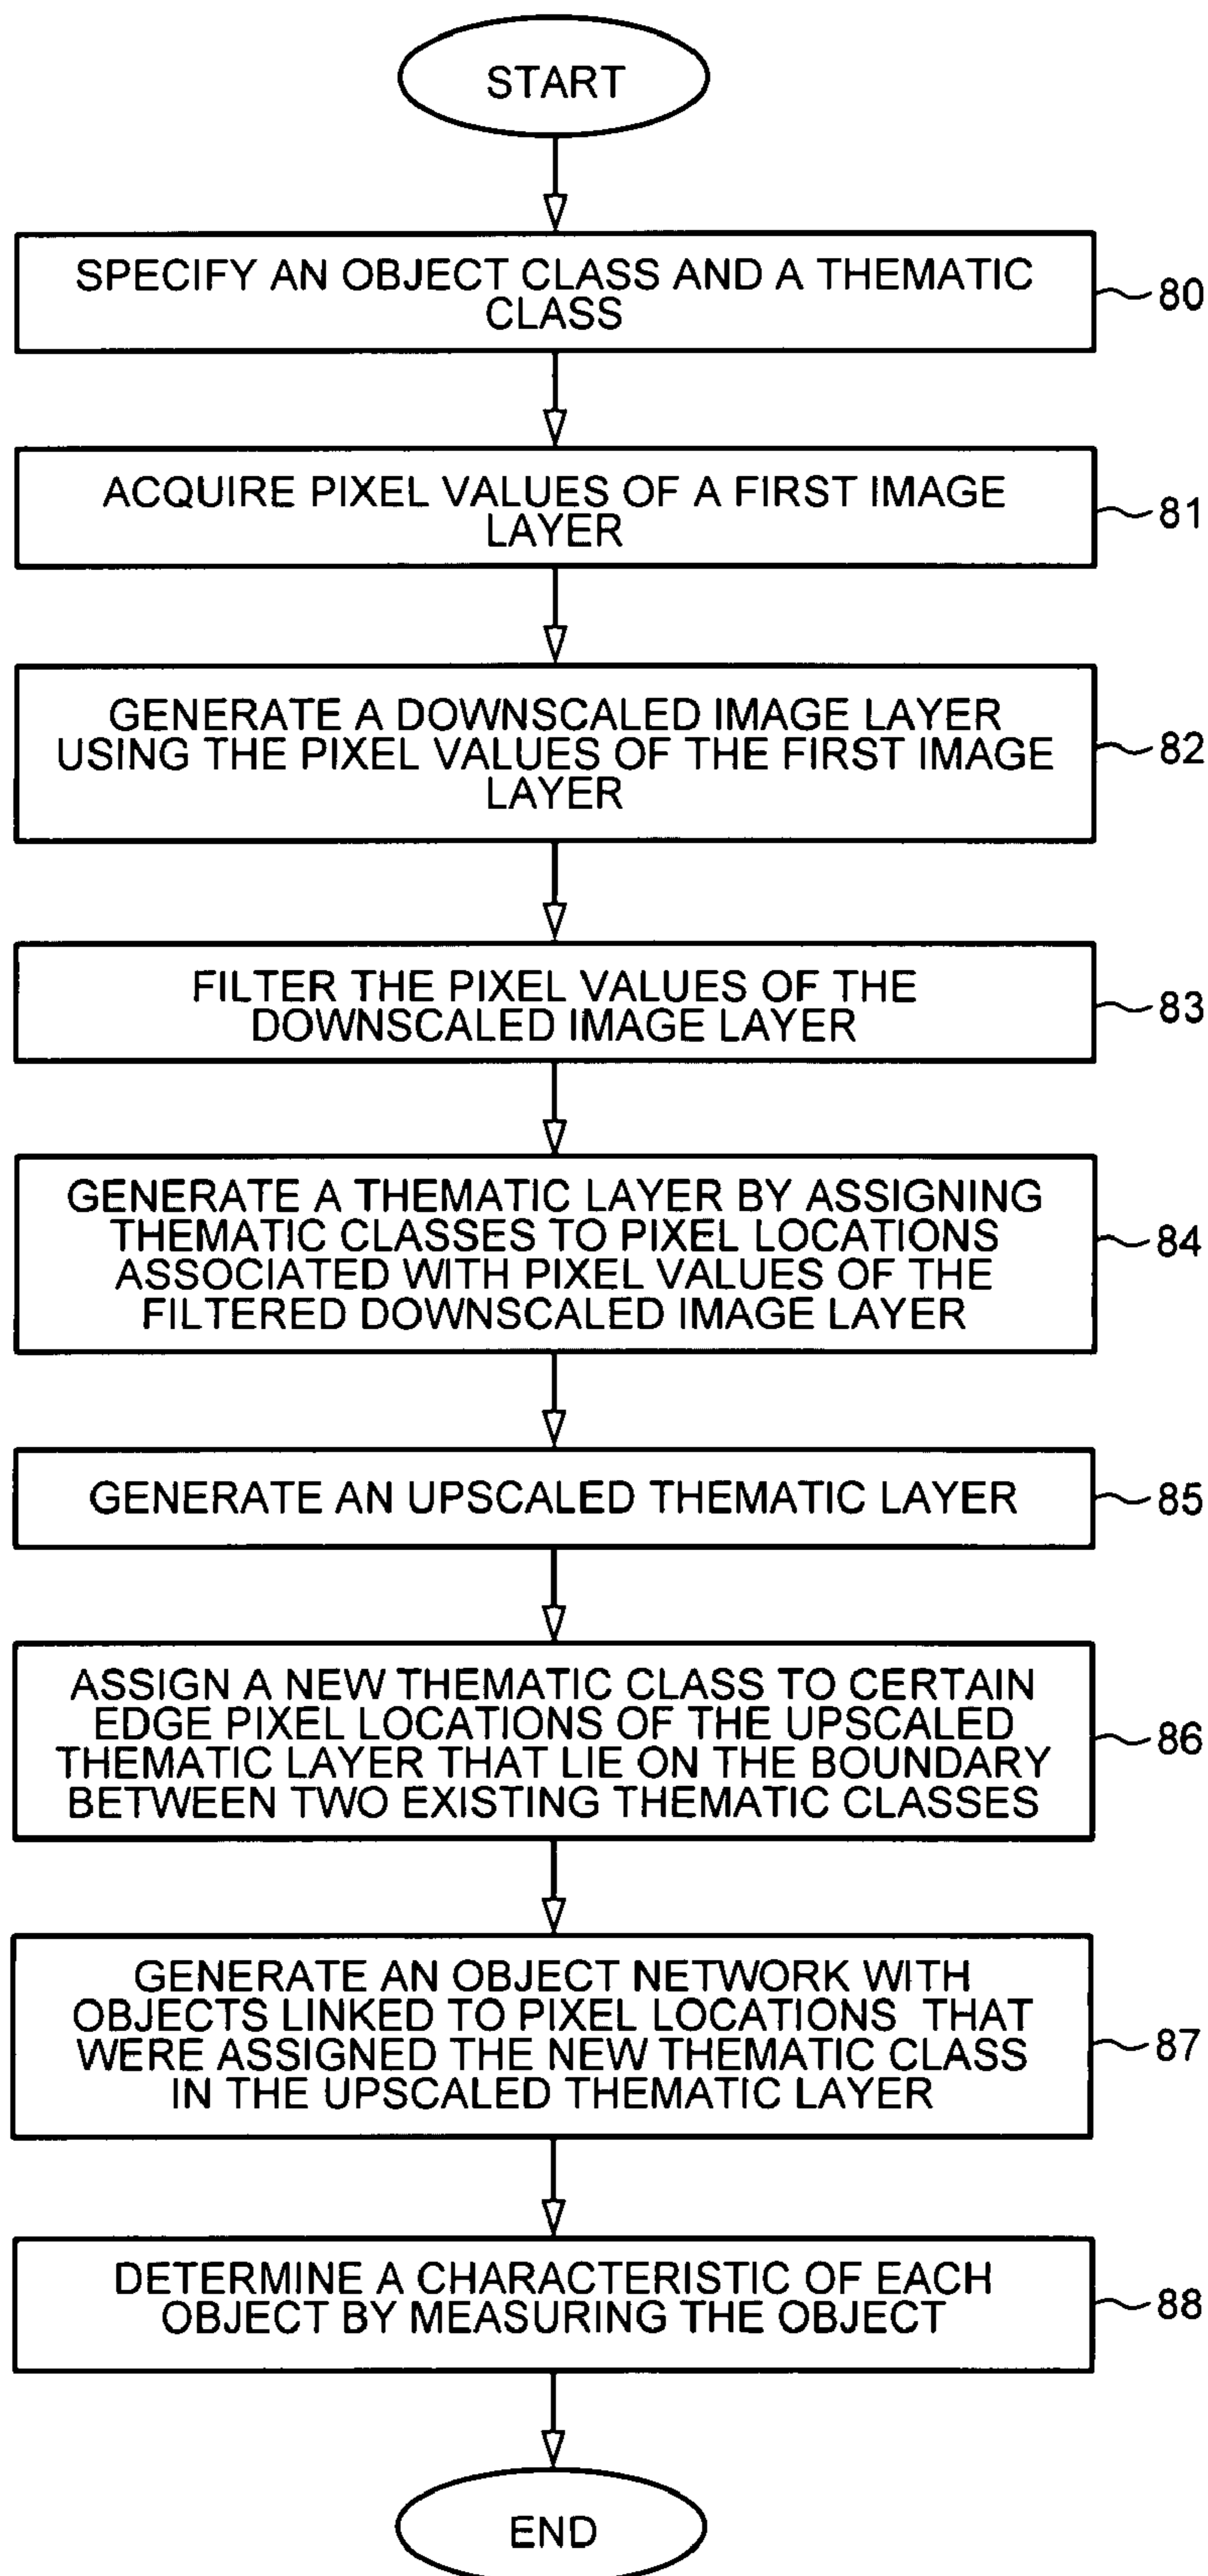 START
SPECIFY AN OBJECT CLASS AND A THEMATIC
CLASS
80
ACQUIRE PIXEL VALUES OF A FIRST IMAGE
LAYER
81
GENERATE A DOWNSCALED IMAGE LAYER
USING THE PIXEL VALUES OF THE FIRST IMAGE
LAYER
82
FILTER THE PIXEL VALUES OF THE
DOWNSCALED IMAGE LAYER
83
GENERATE A THEMATIC LAYER BY ASSIGNING
THEMATIC CLASSES TO PIXEL LOCATIONS
ASSOCIATED WITH PIXEL VALUES OF THE
FILTERED DOWNSCALED IMAGE LAYER
84
GENERATE AN UPSCALED THEMATIC LAYER
85
ASSIGN A NEW THEMATIC CLASS TO CERTAIN
EDGE PIXEL LOCATIONS OF THE UPSCALED
THEMATIC LAYER THAT LIE ON THE BOUNDARY
BETWEEN TWO EXISTING THEMATIC CLASSES
86
GENERATE AN OBJECT NETWORK WITH
OBJECTS LINKED TO PIXEL LOCATIONS THAT
WERE ASSIGNED THE NEW THEMATIC CLASS
IN THE UPSCALED THEMATIC LAYER
87
DETERMINE A CHARACTERISTIC OF EACH
OBJECT BY MEASURING THE OBJECT
88
END